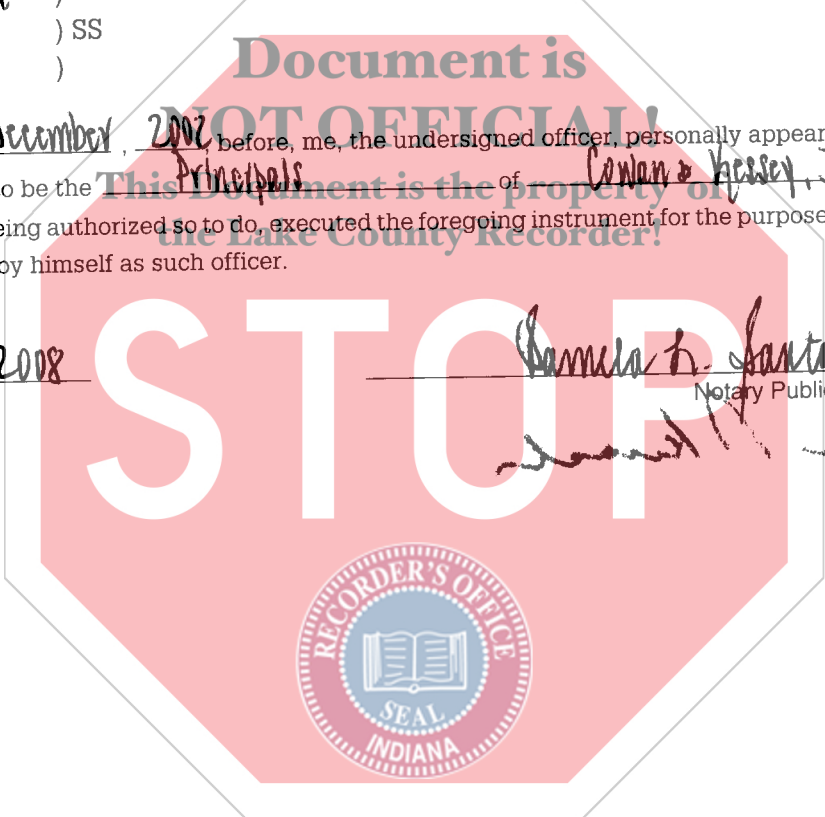 ) SS
)
Document is
NOT OFFICIAL!
December, 2002 before, me, the undersigned officer, personally appear
o be the Principals of Cowan & Kessey,
This Document is the property of
eing authorized so to do, executed the foregoing instrument for the purpose
the Lake County Recorder!
by himself as such officer.
STOP
2008
Pamela L.
Notary Publi
RECORDER'S OFFICE
SEAL
INDIANA